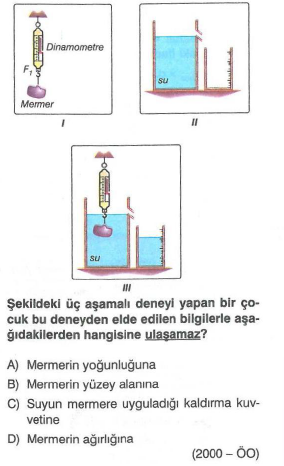 Dinamometre
F1
Mermer
I
su
II
su
III
Şekildeki üç aşamalı deneyi yapan bir ço-
cuk bu deneyden elde edilen bilgilerle aşa-
ğıdakilerden hangisine ulaşamaz?
A) Mermerin yoğunluğuna
B) Mermerin yüzey alanına
C) Suyun mermere uyguladığı kaldırma kuv-
vetine
D) Mermerin ağırlığına
(2000 – ÖO)